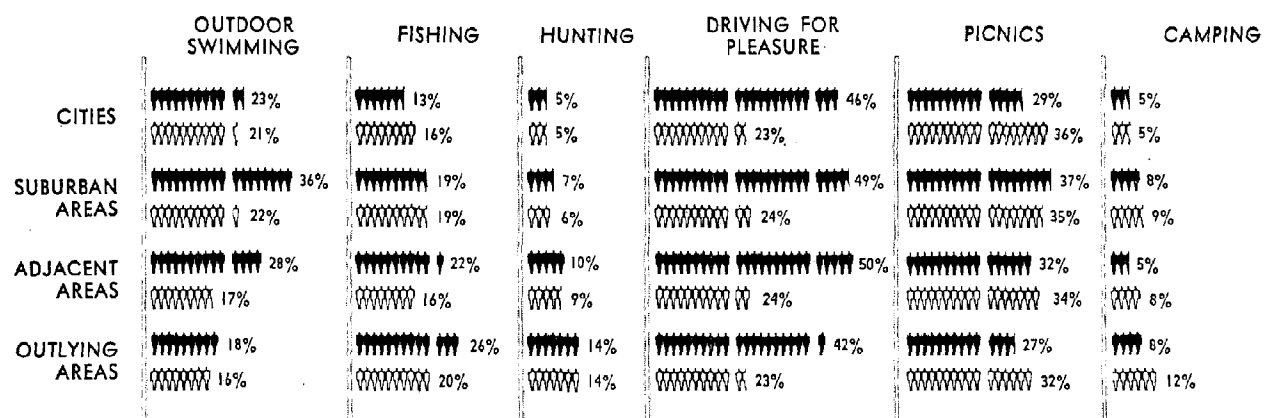 OUTDOOR
SWIMMING
FISHING
HUNTING
DRIVING FOR
PLEASURE
PICNICS
CAMPING
CITIES
23% 13% 5% 46% 29% 5%
21% 16% 5% 23% 36% 5%
SUBURBAN
AREAS
36% 19% 7% 49% 37% 8%
22% 19% 6% 24% 35% 9%
ADJACENT
AREAS
28% 22% 10% 50% 32% 5%
17% 16% 9% 24% 34% 8%
OUTLYING
AREAS
18% 26% 14% 42% 27% 8%
16% 20% 14% 23% 32% 12%